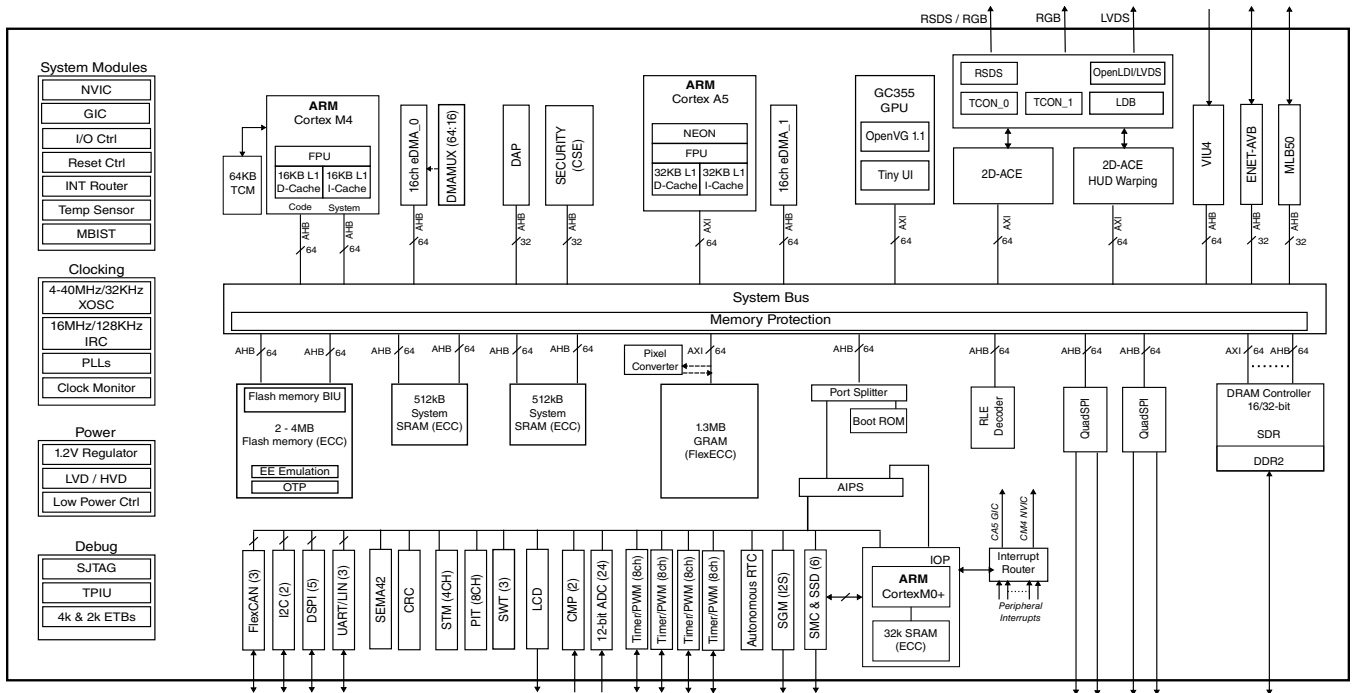 RSDS / RGB
RGB
LVDS
System Modules
NVIC
GIC
I/O Ctrl
Reset Ctrl
INT Router
Temp Sensor
MBIST
Clocking
4-40MHz/32KHz
XOSC
16MHz/128KHz
IRC
PLLs
Clock Monitor
Power
1.2V Regulator
LVD / HVD
Low Power Ctrl
Debug
SJTAG
TPIU
4k & 2k ETBs
64KB
TCM
ARM
Cortex M4
FPU
16KB L1
D-Cache
16KB L1
I-Cache
Code
System
AHB
64
16ch eDMA_0
DMAMUX (64:16)
AHB
64
DAP
AHB
32
SECURITY
(CSE)
AHB
32
ARM
Cortex A5
NEON
FPU
32KB L1
D-Cache
32KB L1
I-Cache
AXI
64
16ch eDMA_1
AHB
64
GC355
GPU
OpenVG 1.1
Tiny UI
AXI
64
RSDS
OpenLDI/LVDS
TCON_0
TCON_1
LDB
2D-ACE
AXI
64
2D-ACE
HUD Warping
AXI
64
VIU4
AHB
64
ENET-AVB
AHB
32
MLB50
AHB
32
System Bus
Memory Protection
AHB
64
AHB
64
AHB
64
AHB
64
AHB
64
AHB
64
AXI
64
AHB
64
AHB
64
AHB
64
AHB
64
AXI
64
AHB
64
Flash memory BIU
2 - 4MB
Flash memory (ECC)
EE Emulation
OTP
512kB
System
SRAM (ECC)
512kB
System
SRAM (ECC)
Pixel
Converter
1.3MB
GRAM
(FlexECC)
Port Splitter
Boot ROM
AIPS
RLE
Decoder
QuadSPI
QuadSPI
DRAM Controller
16/32-bit
SDR
DDR2
FlexCAN (3)
I2C (2)
DSPI (5)
UART/LIN (3)
SEMA42
CRC
STM (4CH)
PIT (8CH)
SWT (3)
LCD
CMP (2)
12-bit ADC (24)
Timer/PWM (8ch)
Timer/PWM (8ch)
Timer/PWM (8ch)
Timer/PWM (8ch)
Autonomous RTC
SGM (I2S)
SMC & SSD (6)
IOP
ARM
CortexM0+
32k SRAM
(ECC)
CA5 GIC
CM4 NVIC
Interrupt
Router
Peripheral
Interrupts